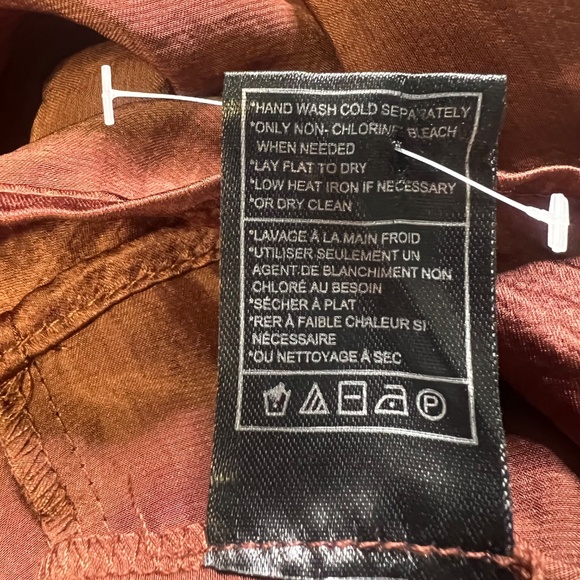 *HAND WASH COLD SEPARATELY
*ONLY NON- CHLORINE BLEACH
WHEN NEEDED
*LAY FLAT TO DRY
*LOW HEAT IRON IF NECESSARY
*OR DRY CLEAN
*LAVAGE À LA MAIN FROID
*UTILISER SEULEMENT UN
AGENT DE BLANCHIMENT NON
CHLORÉ AU BESOIN
*SÉCHER À PLAT
*RER À FAIBLE CHALEUR SI
NÉCESSAIRE
*OU NETTOYAGE À SEC
P